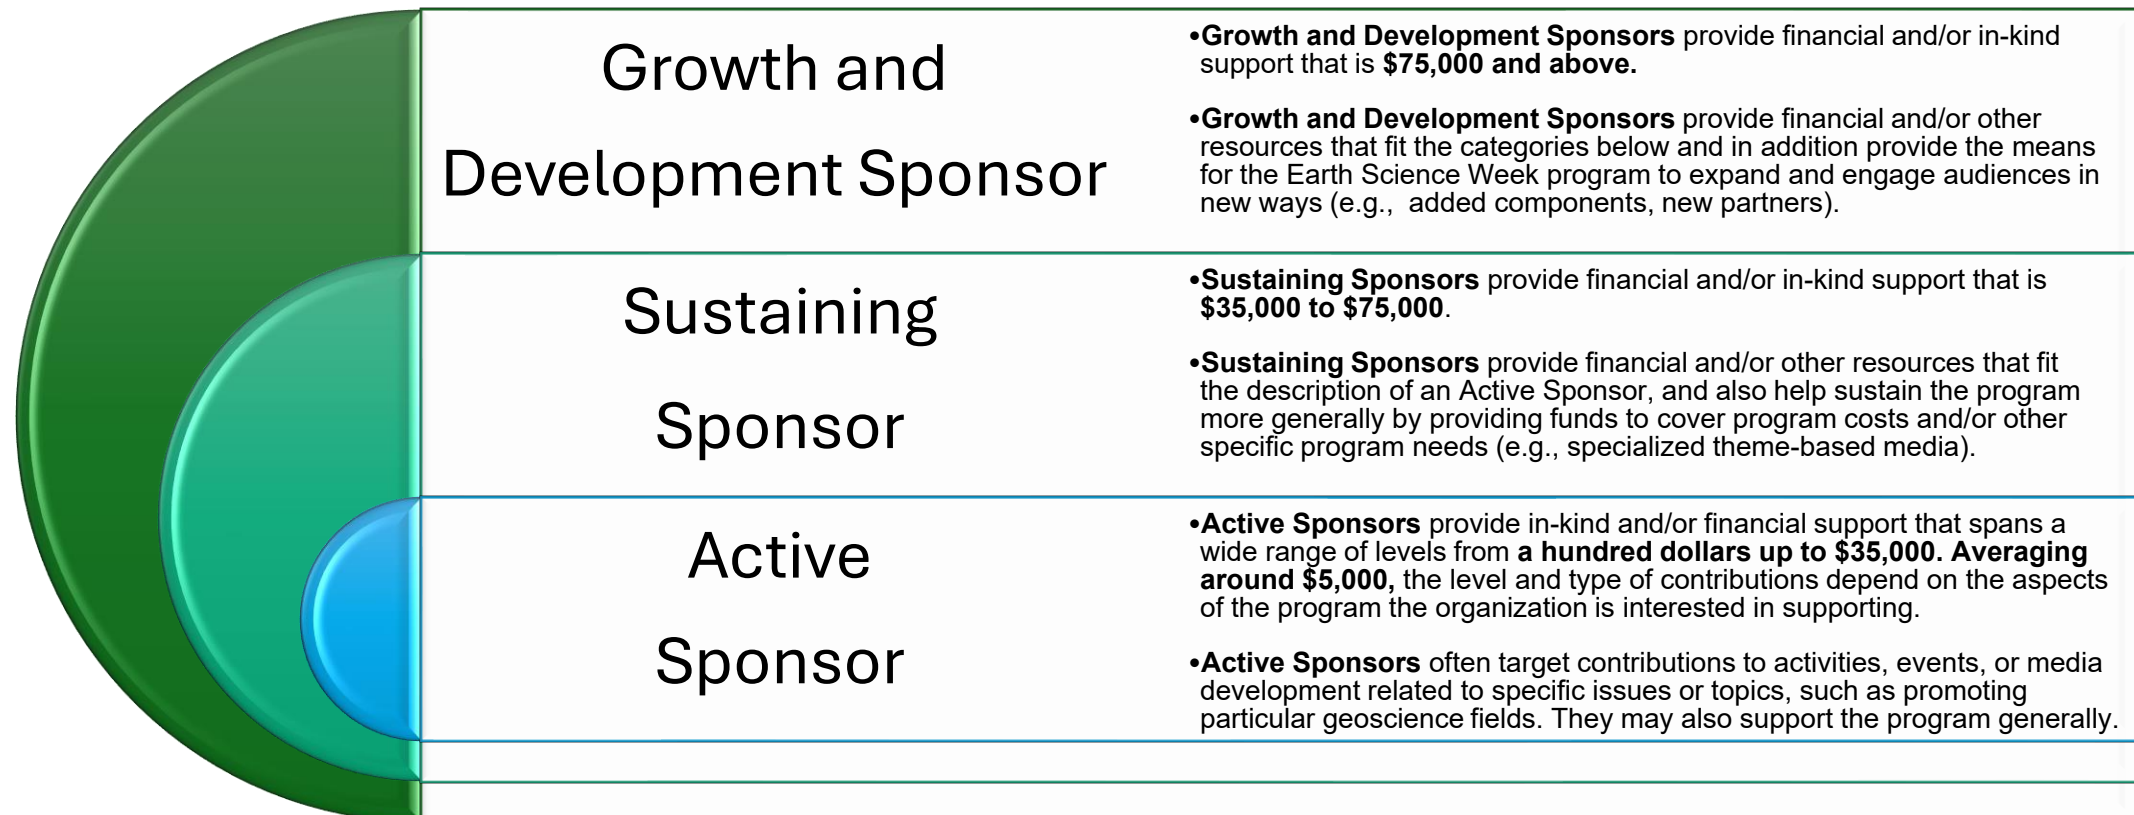 Growth and
Development Sponsor
•Growth and Development Sponsors provide financial and/or in-kind
support that is $75,000 and above.
•Growth and Development Sponsors provide financial and/or other
resources that fit the categories below and in addition provide the means
for the Earth Science Week program to expand and engage audiences in
new ways (e.g.,  added components, new partners).
Sustaining
Sponsor
•Sustaining Sponsors provide financial and/or in-kind support that is
$35,000 to $75,000.
•Sustaining Sponsors provide financial and/or other resources that fit
the description of an Active Sponsor, and also help sustain the program
more generally by providing funds to cover program costs and/or other
specific program needs (e.g., specialized theme-based media).
Active
Sponsor
•Active Sponsors provide in-kind and/or financial support that spans a
wide range of levels from a hundred dollars up to $35,000. Averaging
around $5,000, the level and type of contributions depend on the aspects
of the program the organization is interested in supporting.
•Active Sponsors often target contributions to activities, events, or media
development related to specific issues or topics, such as promoting
particular geoscience fields. They may also support the program generally.